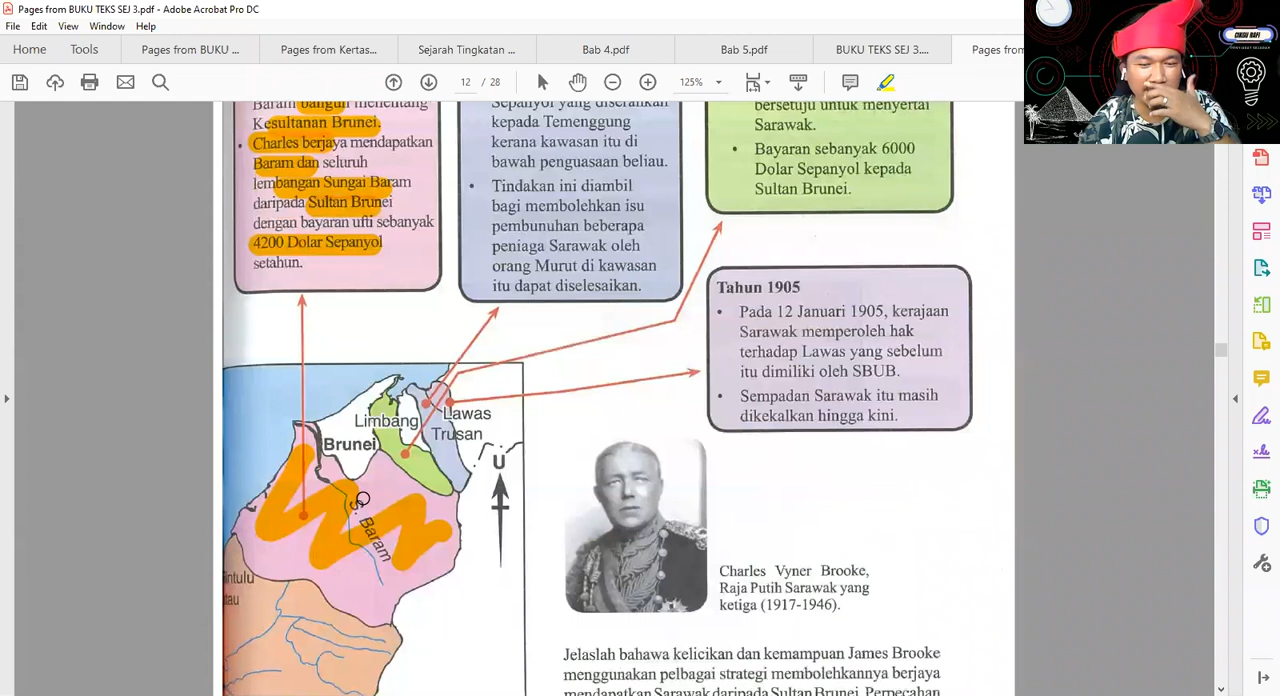 Pages from BUKU TEKS SEJ 3.pdf - Adobe Acrobat Pro DC
File Edit View Window Help
Home Tools Pages from BUKU ... Pages from Kertas... Sejarah Tingkatan ... Bab 4.pdf Bab 5.pdf BUKU TEKS SEJ 3.... Pages from
12 / 28 125%
CIKGU RAFI
Baram bangun menentang
Kesultanan Brunei.
• Charles berjaya mendapatkan
Baram dan seluruh
lembangan Sungai Baram
daripada Sultan Brunei
dengan bayaran ufti sebanyak
4200 Dolar Sepanyol
setahun.
Sepanyol yang diserahkan
kepada Temenggung
kerana kawasan itu di
bawah penguasaan beliau.
• Tindakan ini diambil
bagi membolehkan isu
pembunuhan beberapa
peniaga Sarawak oleh
orang Murut di kawasan
itu dapat diselesaikan.
bersetuju untuk menyertai
Sarawak.
• Bayaran sebanyak 6000
Dolar Sepanyol kepada
Sultan Brunei.
Tahun 1905
• Pada 12 Januari 1905, kerajaan
Sarawak memperoleh hak
terhadap Lawas yang sebelum
itu dimiliki oleh SBUB.
• Sempadan Sarawak itu masih
dikekalkan hingga kini.
Limbang
Lawas
Trusan
Brunei
U
S. Baram
Charles Vyner Brooke,
Raja Putih Sarawak yang
ketiga (1917-1946).
Jelaslah bahawa kelicikan dan kemampuan James Brooke
menggunakan pelbagai strategi membolehkannya berjaya
mendapatkan Sarawak daripada Sultan Brunei. Perpecahan